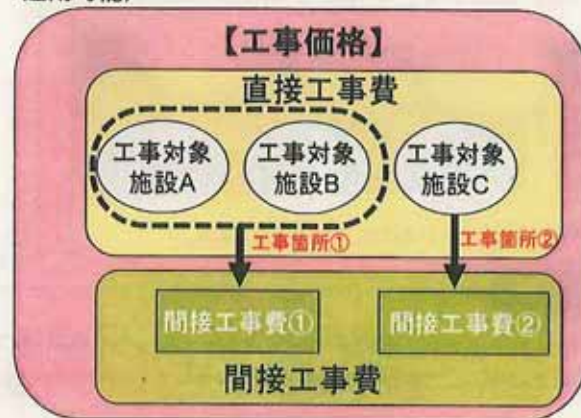 【工事価格】
直接工事費
工事対象
施設A
工事対象
施設B
工事対象
施設C
工事箇所①
工事箇所②
間接工事費①
間接工事費②
間接工事費